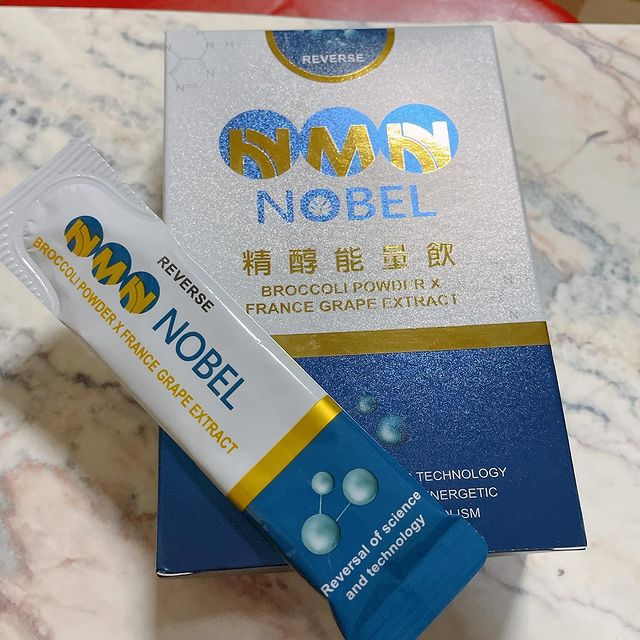 REVERSE
NMN
NOBEL
精醇能量飲
BROCCOLI POWDER X
FRANCE GRAPE EXTRACT
TECHNOLOGY
REVERSE
NMN NOBEL
BROCCOLI POWDER X FRANCE GRAPE EXTRACT
Reversal of science
and technology